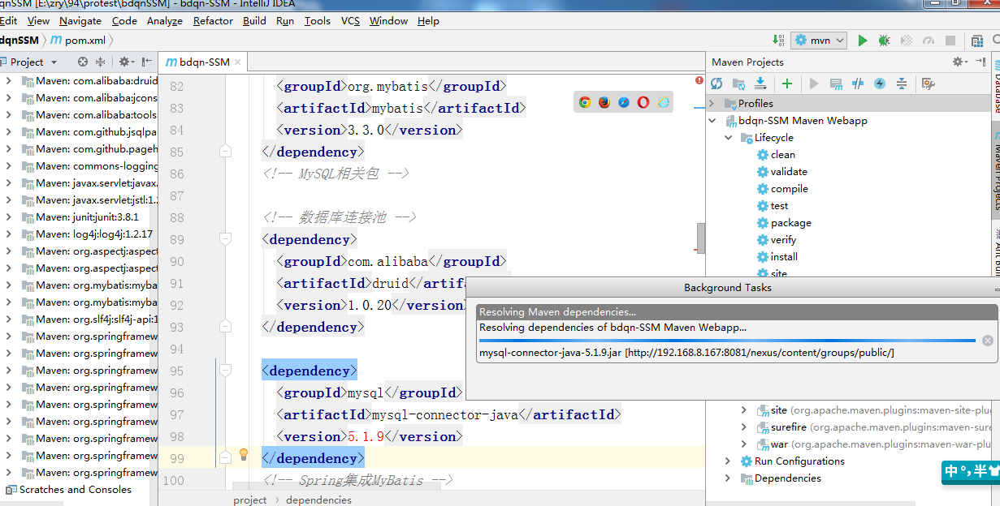 qnSSM [E:\zry\94\protest\bdqnSSM] - bdqn-SSM - IntelliJ IDEA
Edit View Navigate Code Analyze Refactor Build Run Tools VCS Window Help
dqnSSM pom.xml
mvn
Project
bdqn-SSM
Maven Projects
Maven: com.alibaba:druid
Maven: com.alibaba:jcons
Maven: com.alibaba:tools
Maven: com.github.jsqlpa
Maven: com.github.pageh
Maven: commons-logging
Maven: javax.servlet:javax.
Maven: javax.servlet:jstl:1.2
Maven: junit:junit:3.8.1
Maven: log4j:log4j:1.2.17
Maven: org.aspectj:aspect
Maven: org.aspectj:aspect
Maven: org.mybatis:myba
Maven: org.mybatis:myba
Maven: org.slf4j:slf4j-api:1
Maven: org.springframew
Maven: org.springframew
Maven: org.springframew
Maven: org.springframew
Maven: org.springframew
Maven: org.springframew
Maven: org.springframew
Maven: org.springframew
Maven: org.springframew
Scratches and Consoles
82 <groupId>org.mybatis</groupId>
83 <artifactId>mybatis</artifactId>
84 <version>3.3.0</version>
85 </dependency>
86 <!-- MySQL相关包 -->
87
88 <!-- 数据库连接池 -->
89 <dependency>
90 <groupId>com.alibaba</groupId>
91 <artifactId>druid</artifa
92 <version>1.0.20</version>
93 </dependency>
94
95 <dependency>
96 <groupId>mysql</groupId>
97 <artifactId>mysql-connector-java</artifactId>
98 <version>5.1.9</version>
99 </dependency>
100 <!-- Spring集成MyBatis -->
project dependencies
Profiles
bdqn-SSM Maven Webapp
Lifecycle
clean
validate
compile
test
package
verify
install
site
Background Tasks
Resolving Maven dependencies...
Resolving dependencies of bdqn-SSM Maven Webapp...
mysql-connector-java-5.1.9.jar [http://192.168.8.167:8081/nexus/content/groups/public/]
site (org.apache.maven.plugins:maven-site-plug
surefire (org.apache.maven.plugins:maven-sure
war (org.apache.maven.plugins:maven-war-plu
Run Configurations
Dependencies
Database
Maven Projects
Ant Build
中°,半